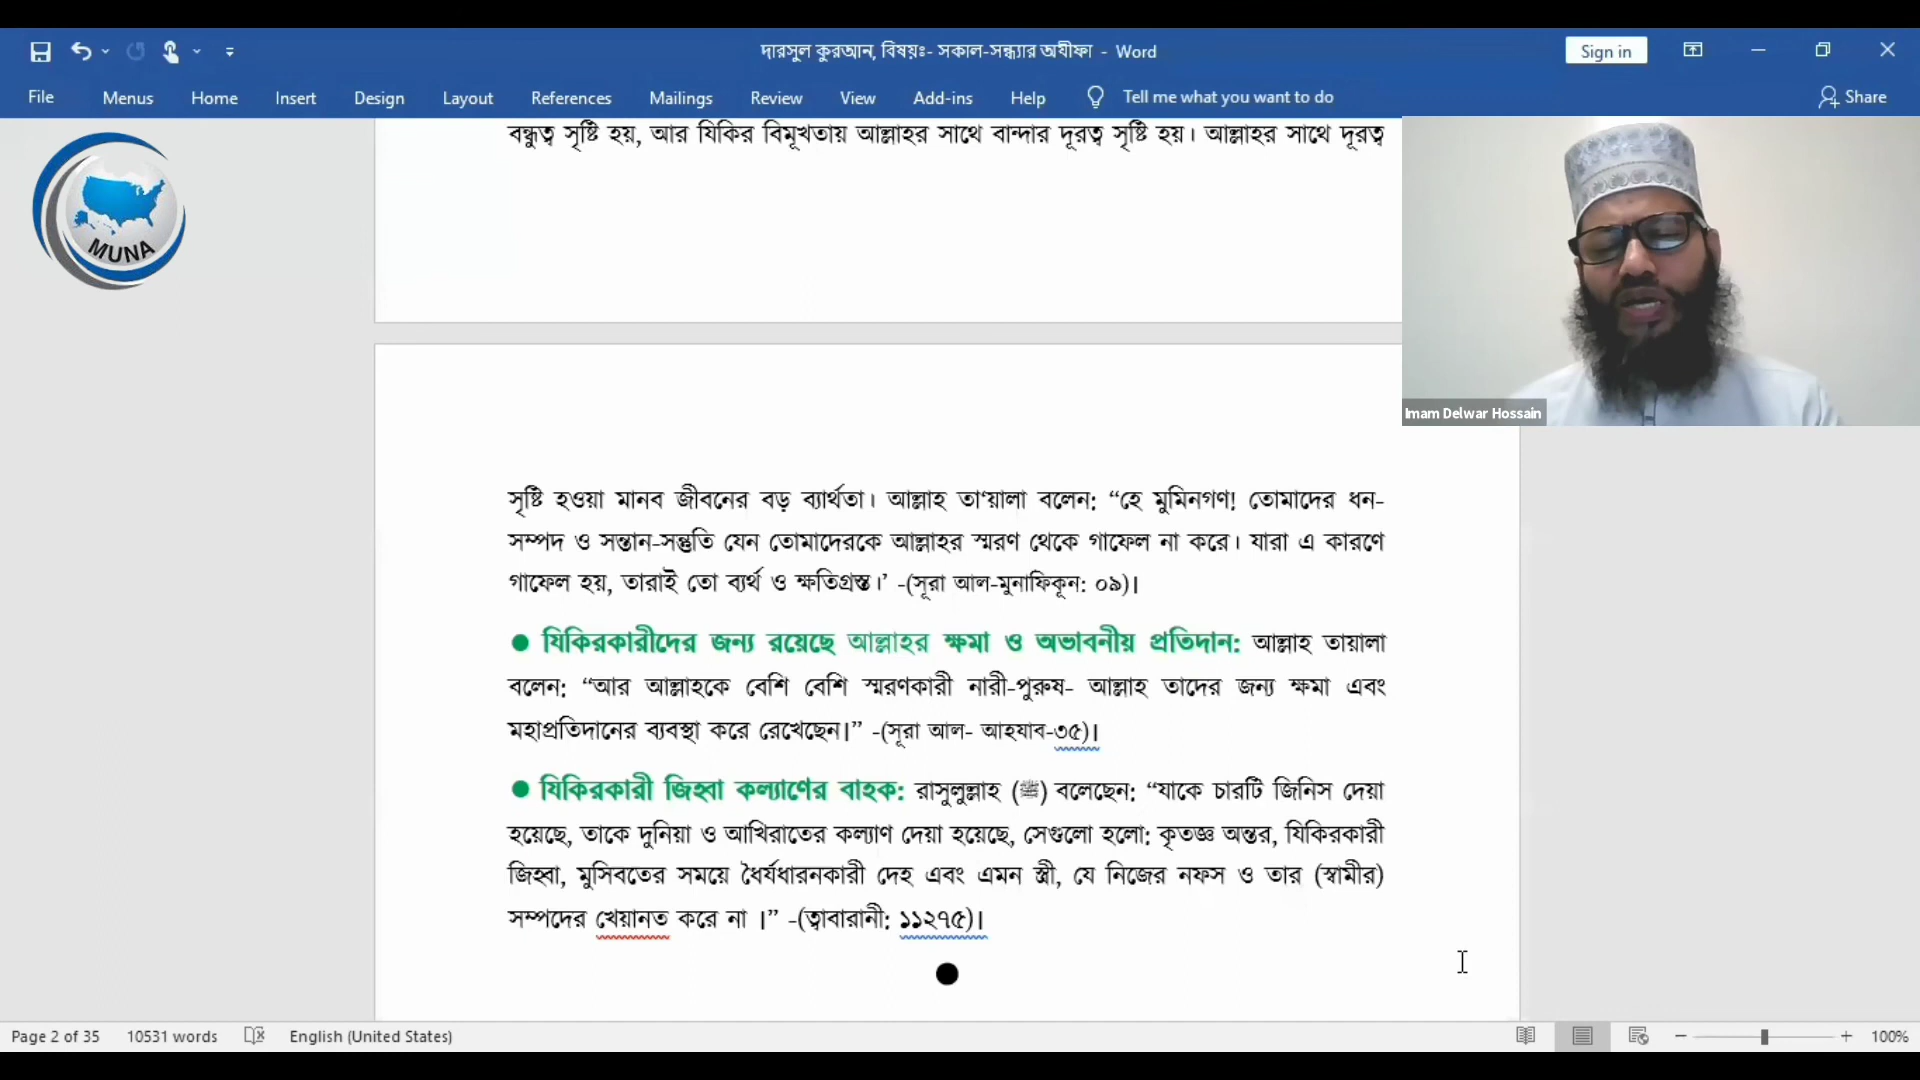 দারসুল কুরআন, বিষয়ঃ- সকাল-সন্ধ্যার অযীফা - Word
Sign in
File Menus Home Insert Design Layout References Mailings Review View Add-ins Help Tell me what you want to do Share
MUNA
বন্ধুত্ব সৃষ্টি হয়, আর যিকির বিমূখতায় আল্লাহর সাথে বান্দার দূরত্ব সৃষ্টি হয়। আল্লাহর সাথে দূরত্ব
Imam Delwar Hossain
সৃষ্টি হওয়া মানব জীবনের বড় ব্যার্থতা। আল্লাহ তা‘য়ালা বলেন: “হে মুমিনগণ! তোমাদের ধন-
সম্পদ ও সন্তান-সন্তুতি যেন তোমাদেরকে আল্লাহর স্মরণ থেকে গাফেল না করে। যারা এ কারণে
গাফেল হয়, তারাই তো ব্যর্থ ও ক্ষতিগ্রস্ত।’ -(সূরা আল-মুনাফিকূন: ০৯)।
● যিকিরকারীদের জন্য রয়েছে আল্লাহর ক্ষমা ও অভাবনীয় প্রতিদান: আল্লাহ তায়ালা
বলেন: “আর আল্লাহকে বেশি বেশি স্মরণকারী নারী-পুরুষ- আল্লাহ তাদের জন্য ক্ষমা এবং
মহাপ্রতিদানের ব্যবস্থা করে রেখেছেন।” -(সূরা আল- আহযাব-৩৫)।
● যিকিরকারী জিহ্বা কল্যাণের বাহক: রাসুলুল্লাহ (ﷺ) বলেছেন: “যাকে চারটি জিনিস দেয়া
হয়েছে, তাকে দুনিয়া ও আখিরাতের কল্যাণ দেয়া হয়েছে, সেগুলো হলো: কৃতজ্ঞ অন্তর, যিকিরকারী
জিহ্বা, মুসিবতের সময়ে ধৈর্যধারনকারী দেহ এবং এমন স্ত্রী, যে নিজের নফস ও তার (স্বামীর)
সম্পদের খেয়ানত করে না ।” -(ত্বাবারানী: ১১২৭৫)।
Page 2 of 35 10531 words English (United States) 100%